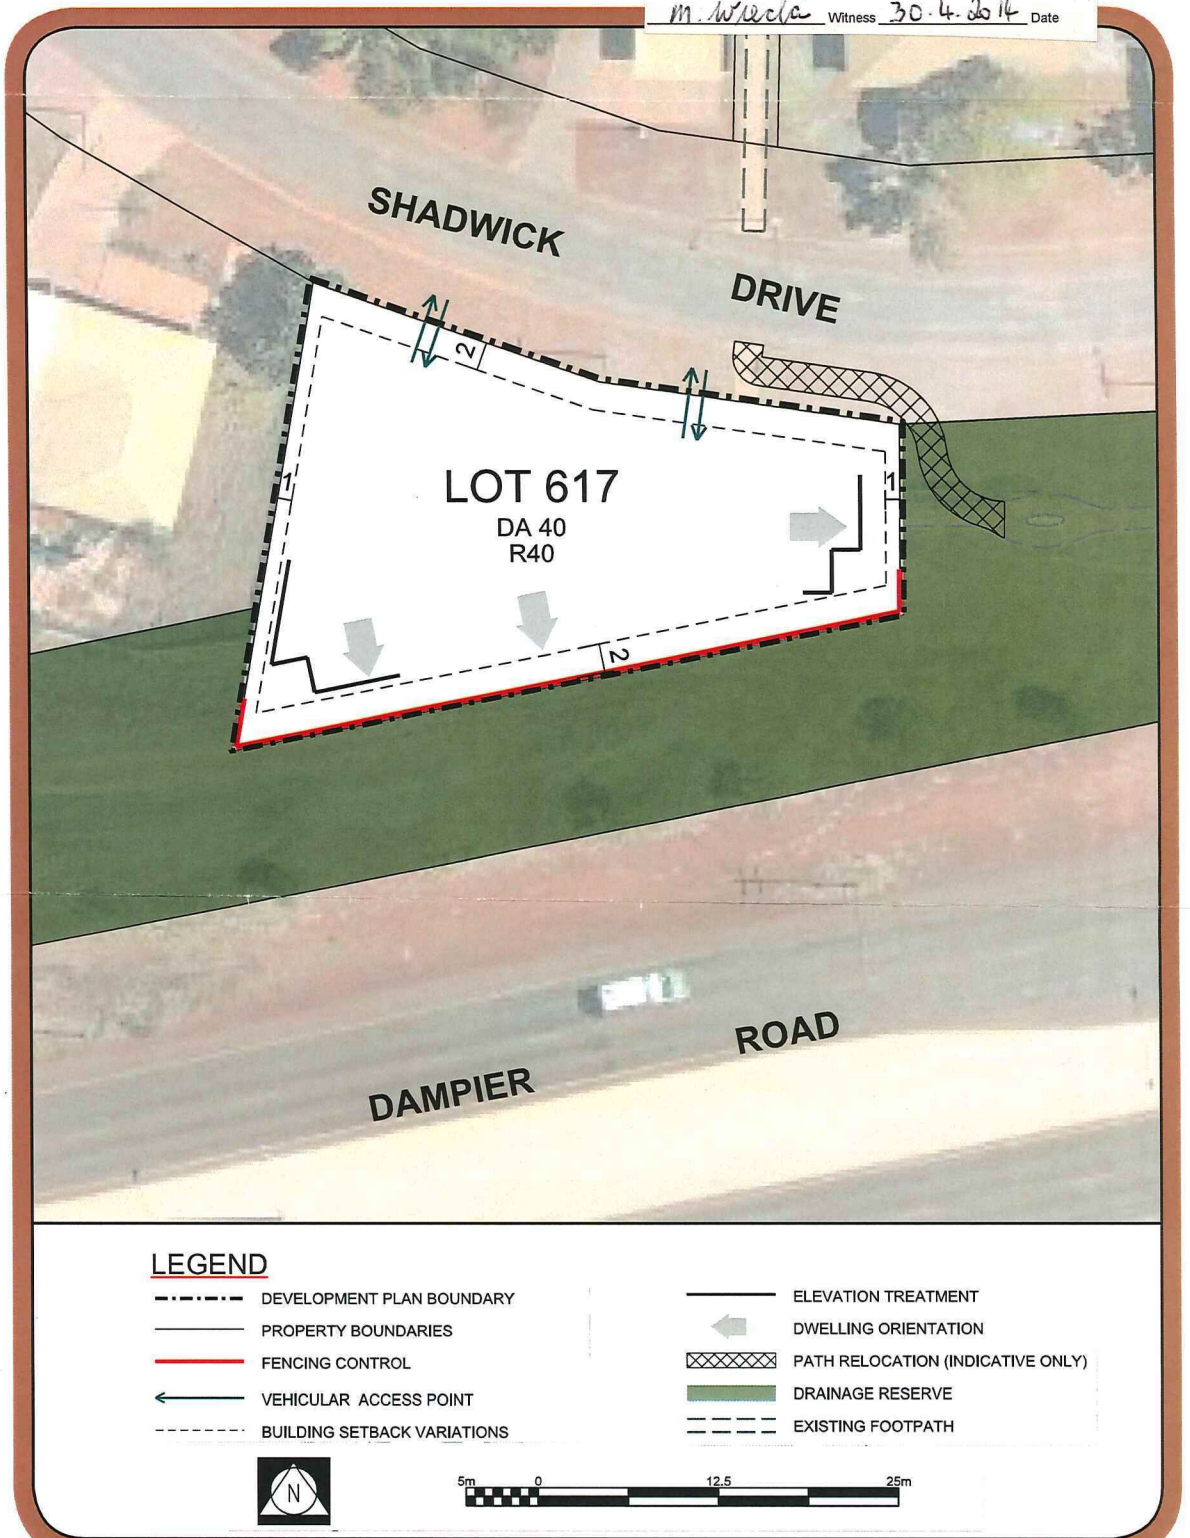 Witness 30.4.2014 Date
SHADWICK
DRIVE
2
1
LOT 617
DA 40
R40
1
2
ROAD
DAMPIER
LEGEND
DEVELOPMENT PLAN BOUNDARY
PROPERTY BOUNDARIES
FENCING CONTROL
VEHICULAR ACCESS POINT
BUILDING SETBACK VARIATIONS
ELEVATION TREATMENT
DWELLING ORIENTATION
PATH RELOCATION (INDICATIVE ONLY)
DRAINAGE RESERVE
EXISTING FOOTPATH
N
5m 0 12.5 25m